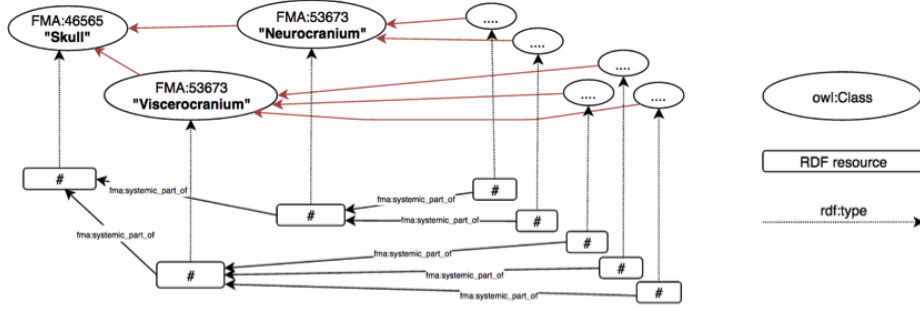 FMA:46565
"Skull"
FMA:53673
"Neurocranium"
....
....
....
FMA:53673
"Viscerocranium"
....
....
owl:Class
#
fma:systemic_part_of
#
fma:systemic_part_of
#
fma:systemic_part_of
#
RDF resource
rdf:type
fma:systemic_part_of
#
fma:systemic_part_of
#
fma:systemic_part_of
#
fma:systemic_part_of
#